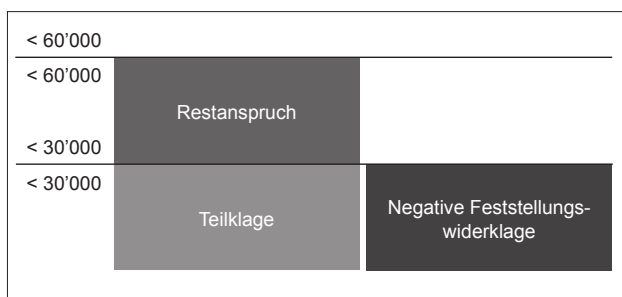 < 60’000
< 60’000
Restanspruch
< 30’000
< 30’000
Teilklage
Negative Feststellungs-
widerklage